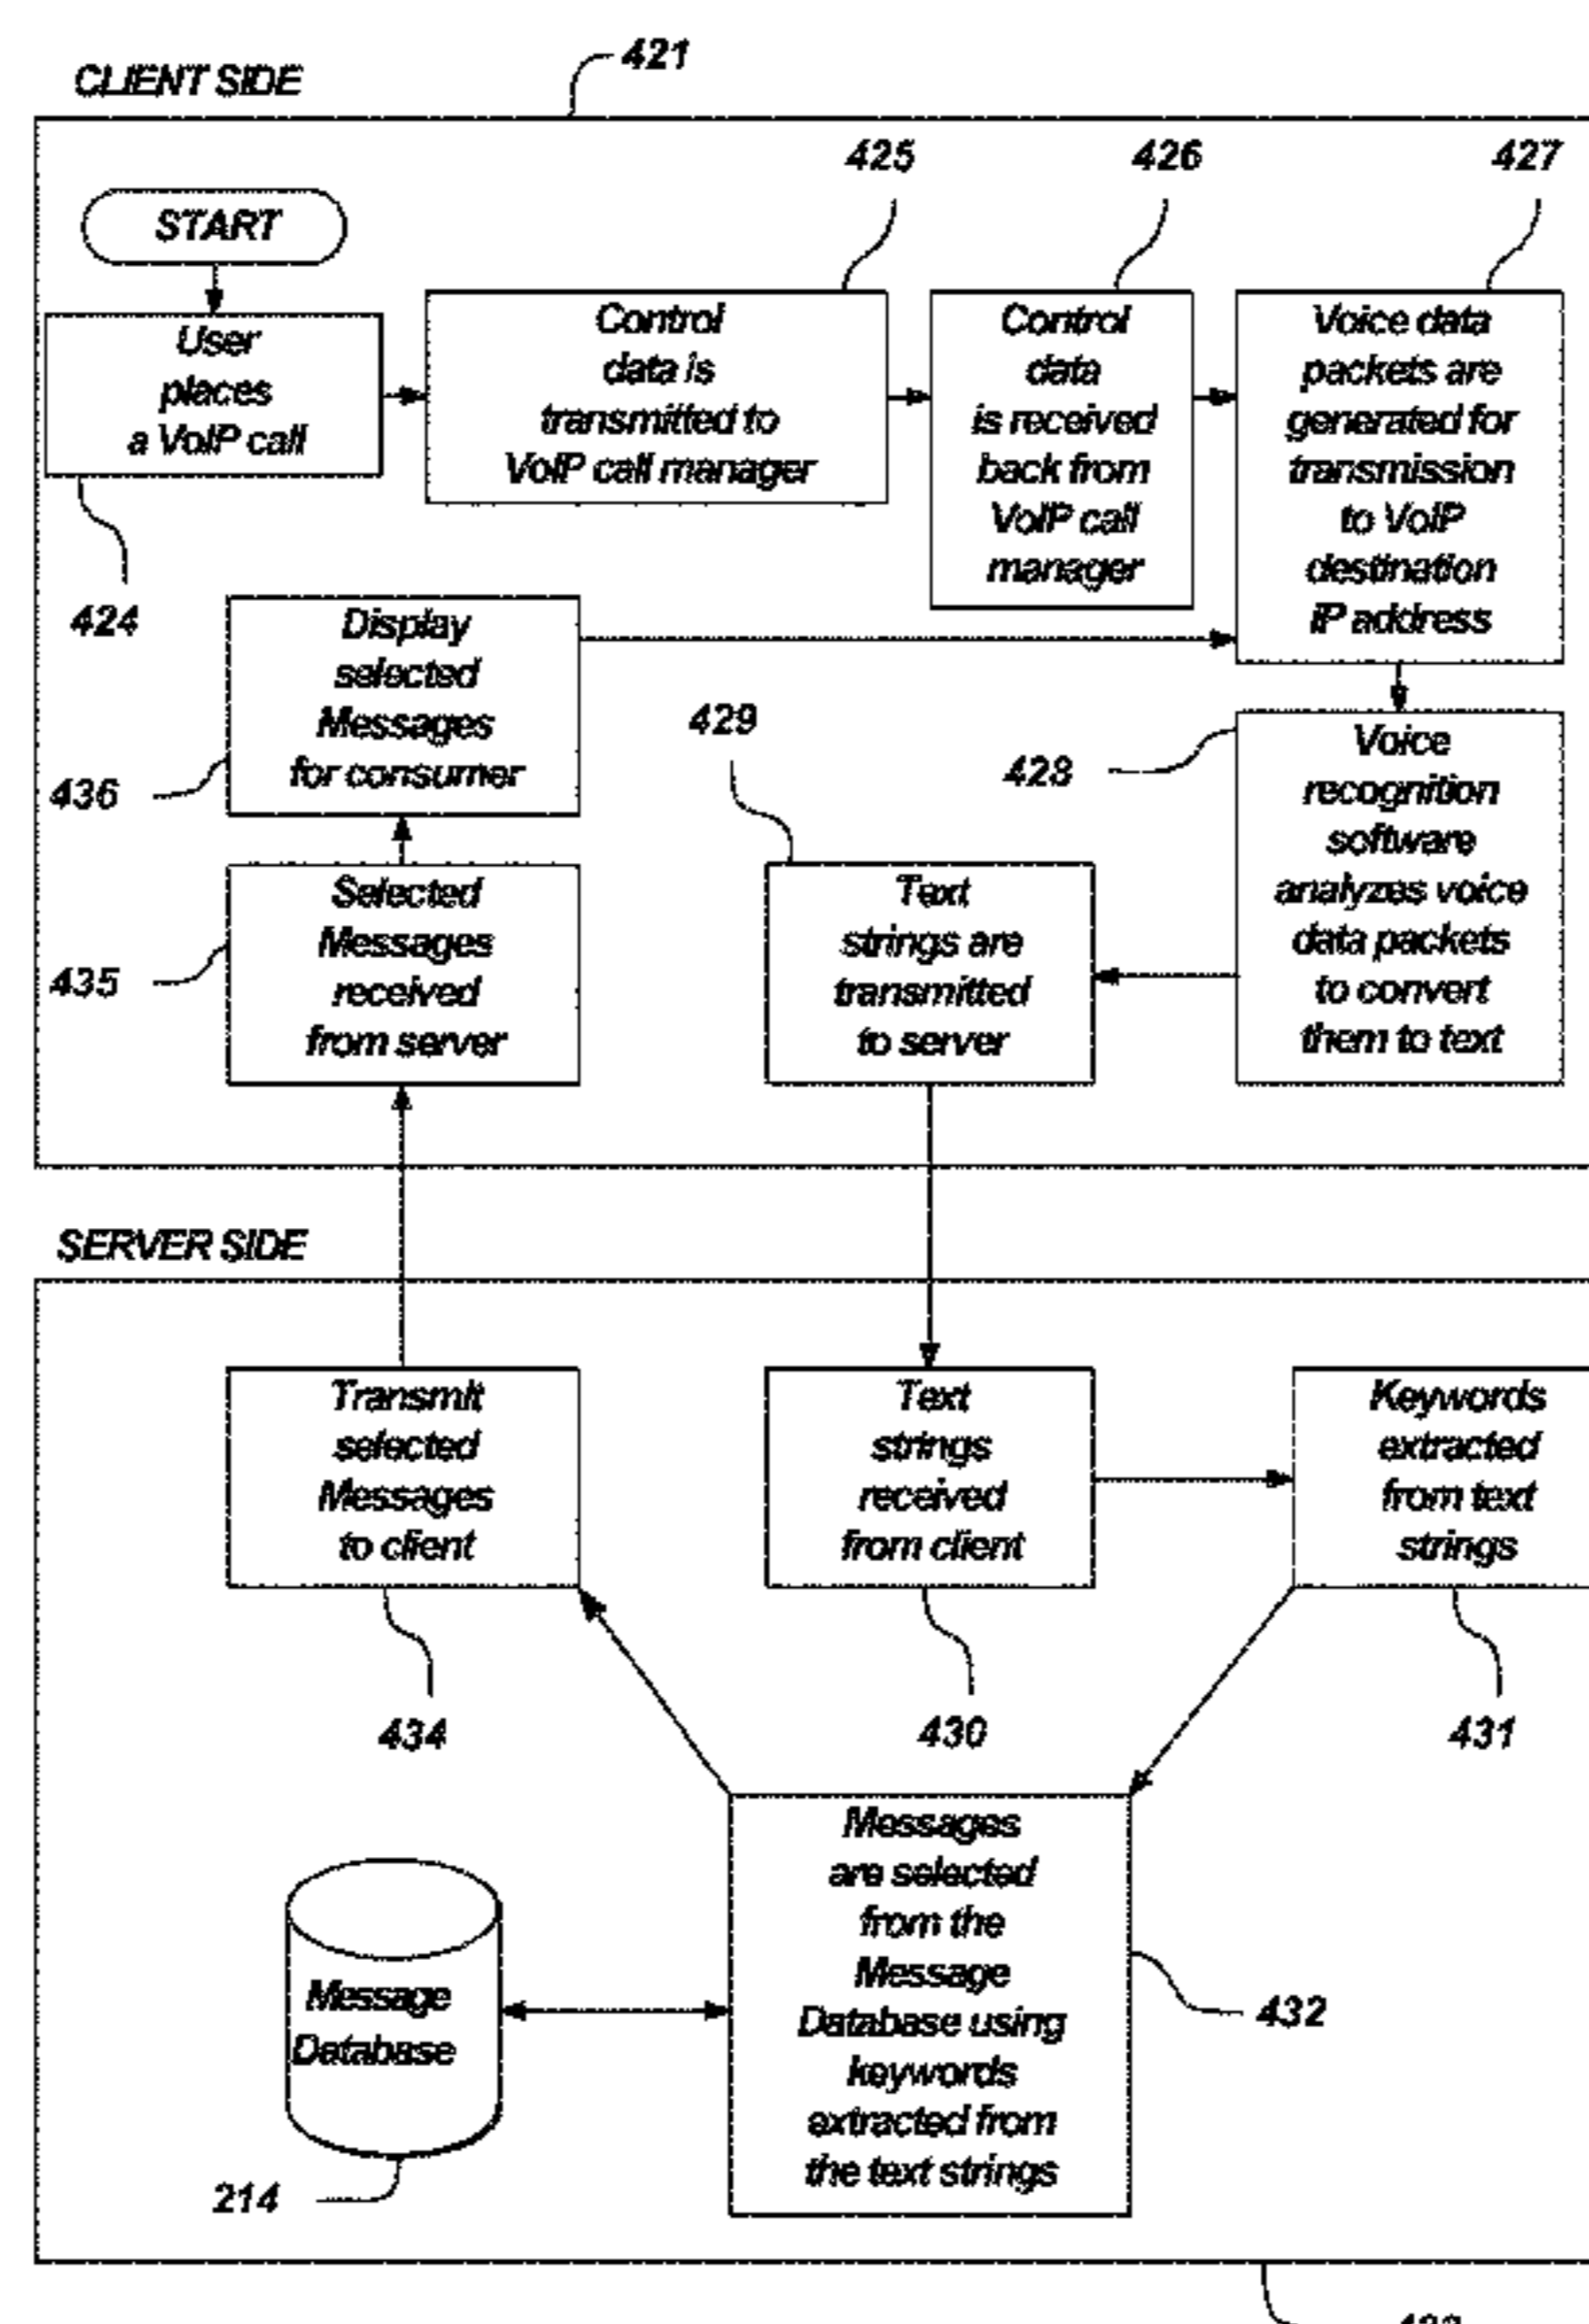 421
CLIENT SIDE
425
426
427
START
User
places
a VoIP call
Control
data is
transmitted to
VoIP call manager
Control
data
is received
back from
VoIP call
manager
Voice data
packets are
generated for
transmission
to VoIP
destination
IP address
424
Display
selected
Messages
for consumer
436
429
428
Voice
recognition
software
analyzes voice
data packets
to convert
them to text
Selected
Messages
received
from server
435
Text
strings are
transmitted
to server
SERVER SIDE
Transmit
selected
Messages
to client
Text
strings
received
from client
Keywords
extracted
from text
strings
434
430
431
Messages
are selected
from the
Message
Database using
keywords
extracted from
the text strings
432
Message
Database
214